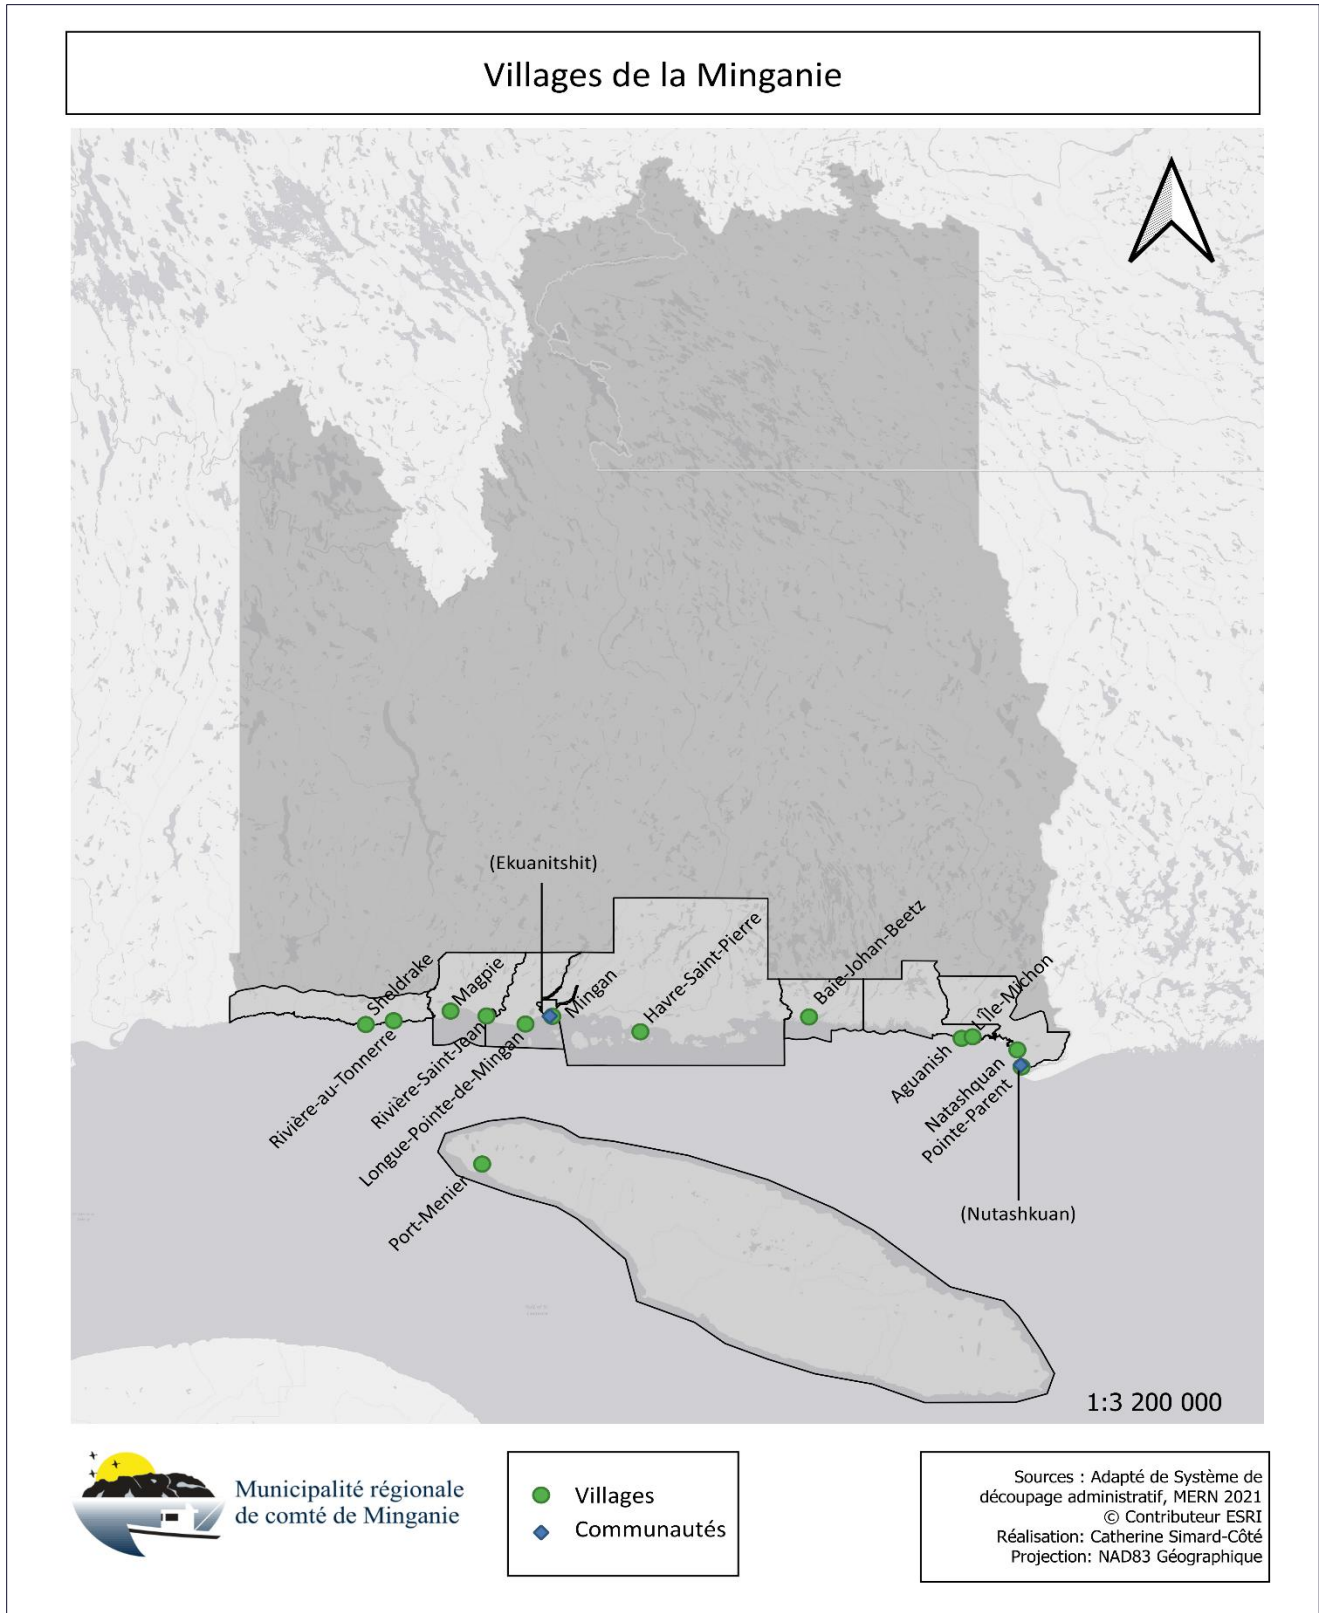 Villages de la Minganie
(Ekuanitshit)
Sheldrake
Magpie
Mingan
Havre-Saint-Pierre
Baie-Johan-Beetz
L'Île-Michon
Rivière-au-Tonnerre
Rivière-Saint-Jean
Longue-Pointe-de-Mingan
Aguanish
Natashquan
Pointe-Parent
Port-Menier
(Nutashkuan)
1:3 200 000
Municipalité régionale
de comté de Minganie
Villages
Communautés
Sources : Adapté de Système de
découpage administratif, MERN 2021
© Contributeur ESRI
Réalisation: Catherine Simard-Côté
Projection: NAD83 Géographique